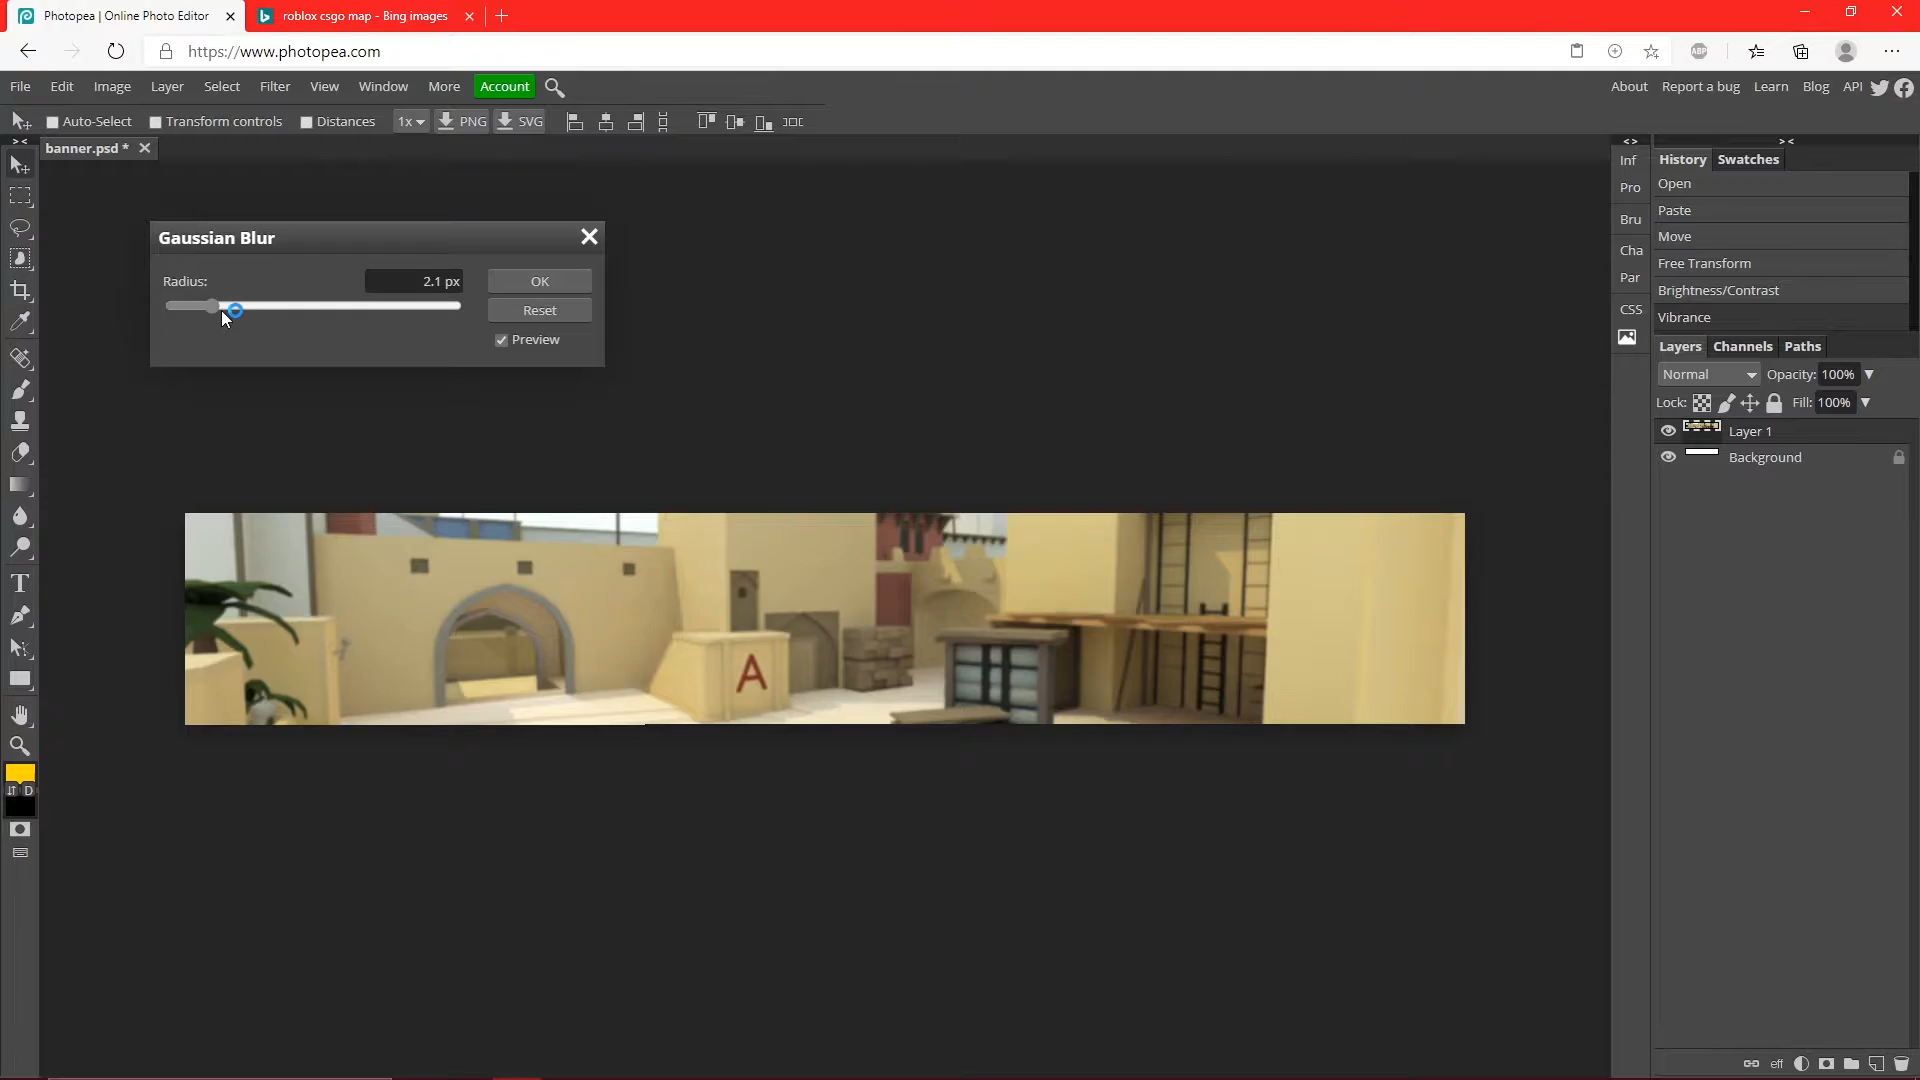 Photopea | Online Photo Editor
roblox csgo map - Bing images
https://www.photopea.com
ABP
File Edit Image Layer Select Filter View Window More Account
About Report a bug Learn Blog API
Auto-Select Transform controls Distances 1x PNG SVG
banner.psd *
Gaussian Blur
Radius: 2.1 px
OK
Reset
Preview
A
T
D
Inf
Pro
Bru
Cha
Par
CSS
History Swatches
Open
Paste
Move
Free Transform
Brightness/Contrast
Vibrance
Layers Channels Paths
Normal Opacity: 100%
Lock: Fill: 100%
Layer 1
Background
eff